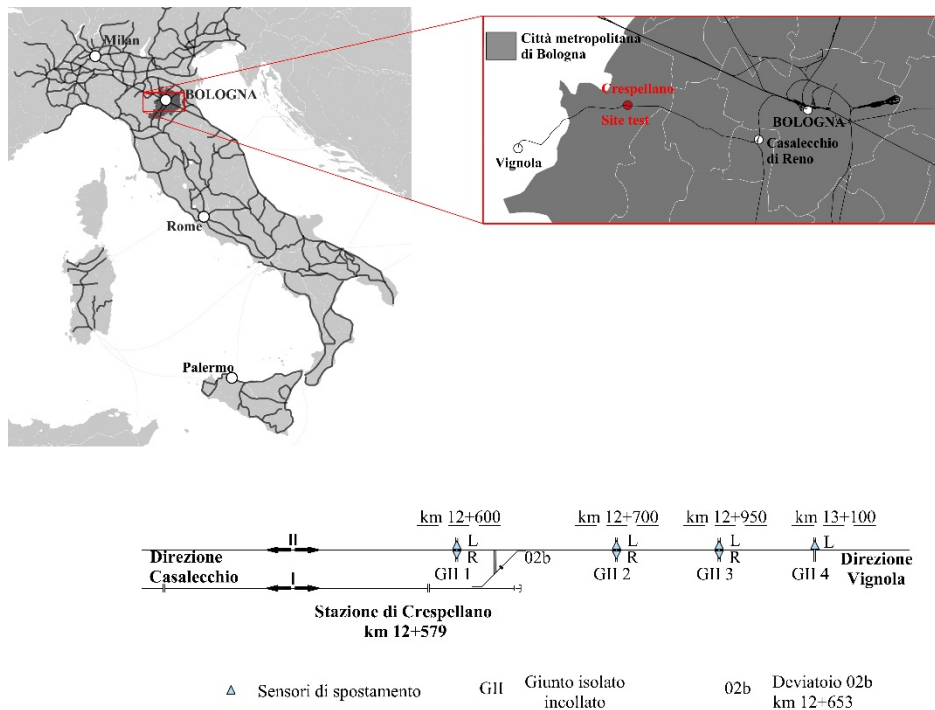 Milan
BOLOGNA
Rome
Palermo
Città metropolitana
di Bologna
Crespellano
Site test
BOLOGNA
Casalecchio
di Reno
Vignola
km 12+600
km 12+700
km 12+950
km 13+100
II
L
L
L
L
Direzione
Casalecchio
R
02b
R
R
Direzione
Vignola
GII 1
GII 2
GII 3
GII 4
I
Stazione di Crespellano
km 12+579
Sensori di spostamento
GII
Giunto isolato
incollato
02b
Deviatoio 02b
km 12+653